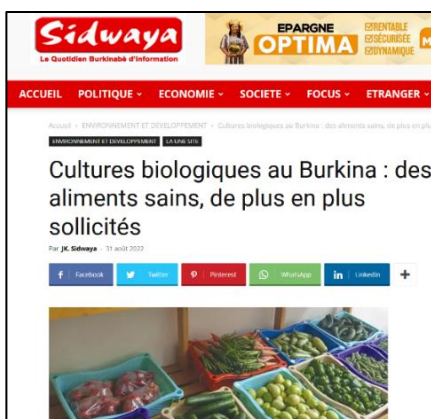 Sidwaya
Le Quotidien Burkinabè d'Information
EPARGNE
OPTIMA
RENTABLE
SÉCURISÉE
DYNAMIQUE
M
ACCUEIL POLITIQUE ECONOMIE SOCIETE FOCUS ETRANGER
Accueil › ENVIRONNEMENT ET DEVELOPPEMENT › Cultures biologiques au Burkina : des aliments sains, de plus en plus
ENVIRONNEMENT ET DEVELOPPEMENT LA UNE SITE
Cultures biologiques au Burkina : des
aliments sains, de plus en plus
sollicités
Par JK. Sidwaya - 31 août 2022
Facebook Twitter Pinterest WhatsApp Linkedin